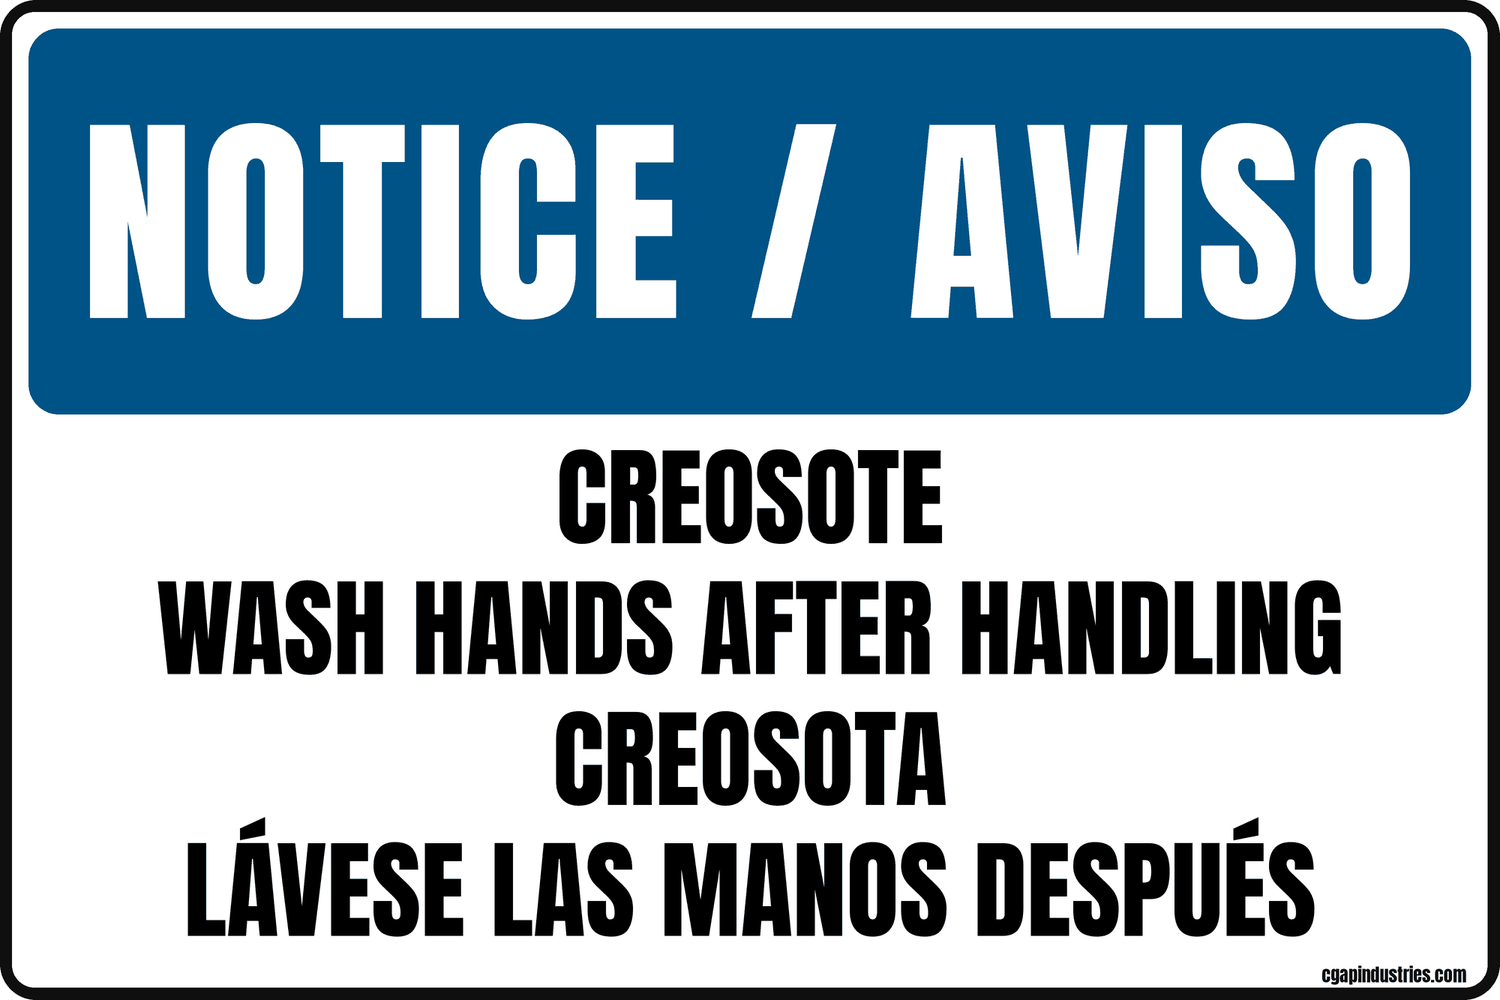 NOTICE / AVISO
CREOSOTE
WASH HANDS AFTER HANDLING
CREOSOTA
LÁVESE LAS MANOS DESPUÉS
cgapindustries.com